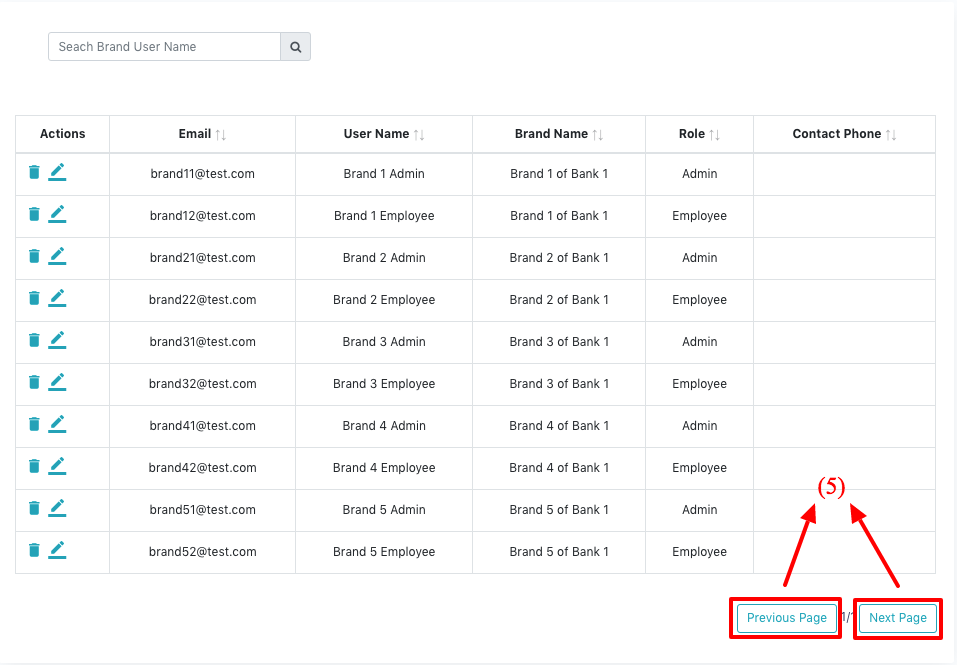 Seach Brand User Name
Actions Email User Name Brand Name Role Contact Phone
brand11@test.com Brand 1 Admin Brand 1 of Bank 1 Admin
brand12@test.com Brand 1 Employee Brand 1 of Bank 1 Employee
brand21@test.com Brand 2 Admin Brand 2 of Bank 1 Admin
brand22@test.com Brand 2 Employee Brand 2 of Bank 1 Employee
brand31@test.com Brand 3 Admin Brand 3 of Bank 1 Admin
brand32@test.com Brand 3 Employee Brand 3 of Bank 1 Employee
brand41@test.com Brand 4 Admin Brand 4 of Bank 1 Admin
brand42@test.com Brand 4 Employee Brand 4 of Bank 1 Employee
(5)
brand51@test.com Brand 5 Admin Brand 5 of Bank 1 Admin
brand52@test.com Brand 5 Employee Brand 5 of Bank 1 Employee
Previous Page 1/1 Next Page